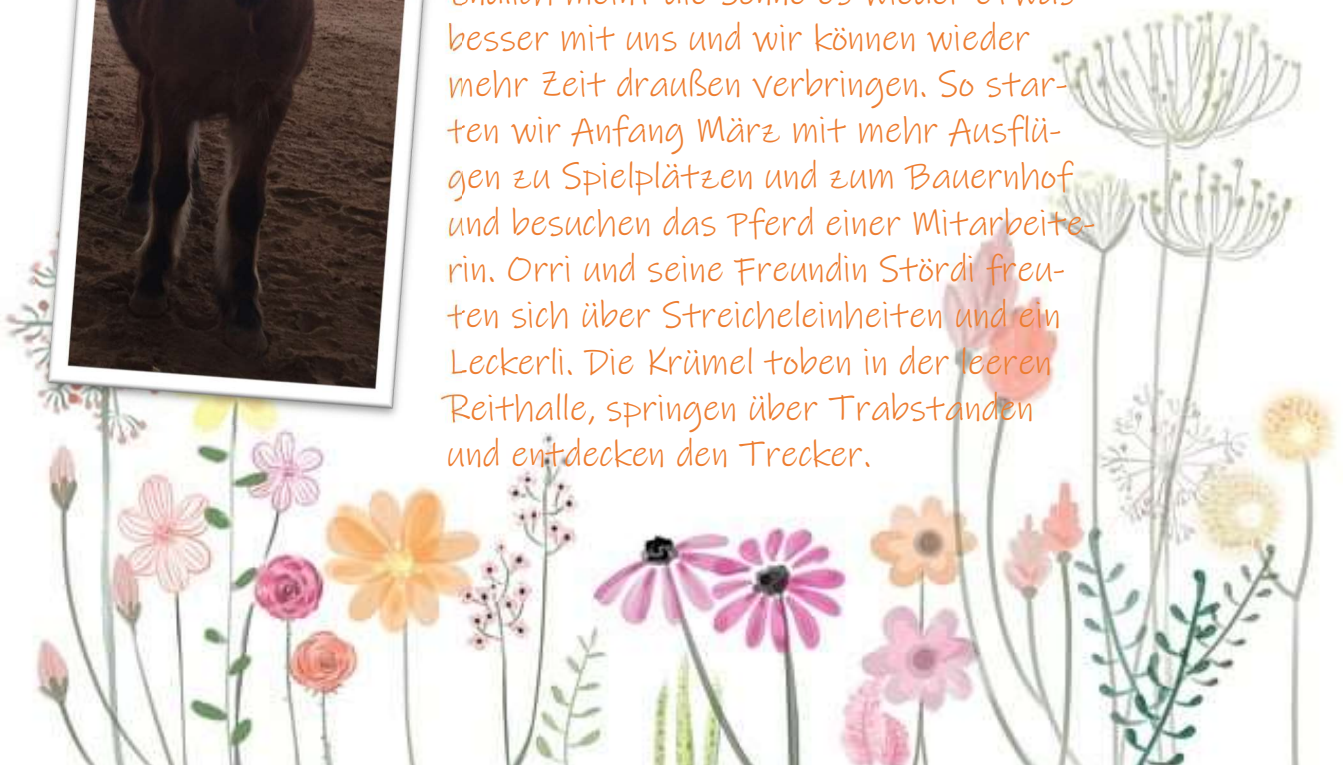 besser mit uns und wir können wieder
mehr Zeit draußen verbringen. So star-
ten wir Anfang März mit mehr Ausflü-
gen zu Spielplätzen und zum Bauernhof
und besuchen das Pferd einer Mitarbeite-
rin. Orri und seine Freundin Stördi freu-
ten sich über Streicheleinheiten und ein
Leckerli. Die Krümel toben in der leeren
Reithalle, springen über Trabstanden
und entdecken den Trecker.